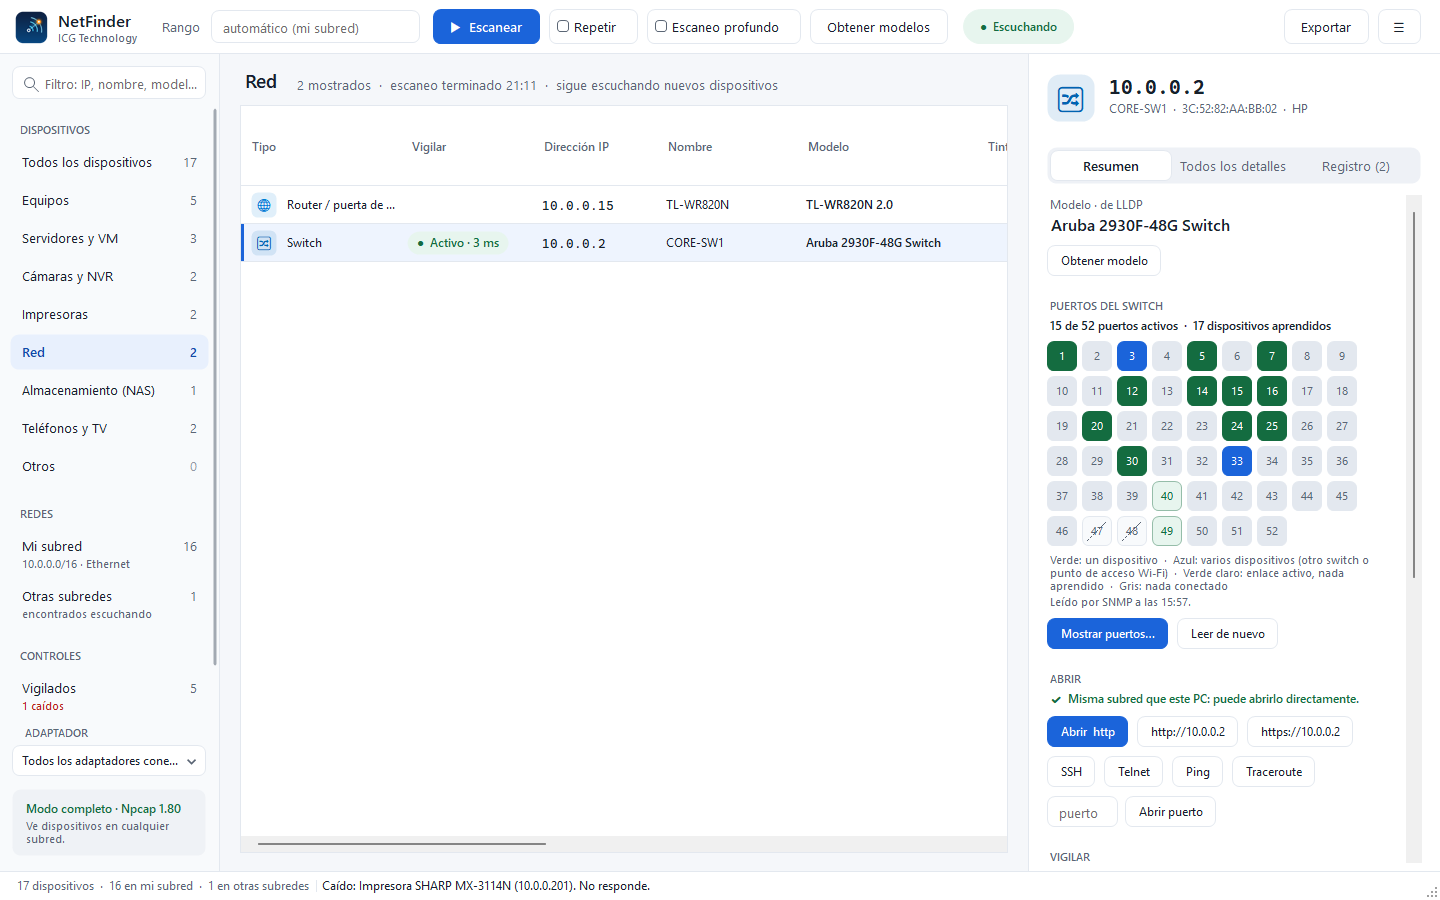 NetFinder
ICG Technology
Rango
automático (mi subred)
Escanear
Repetir
Escaneo profundo
Obtener modelos
● Escuchando
Exportar
☰
Filtro: IP, nombre, model...
DISPOSITIVOS
Todos los dispositivos 17
Equipos 5
Servidores y VM 3
Cámaras y NVR 2
Impresoras 2
Red 2
Almacenamiento (NAS) 1
Teléfonos y TV 2
Otros 0
REDES
Mi subred 16
10.0.0.0/16 · Ethernet
Otras subredes 1
encontrados escuchando
CONTROLES
Vigilados 5
1 caídos
ADAPTADOR
Todos los adaptadores cone...
Modo completo · Npcap 1.80
Ve dispositivos en cualquier
subred.
Red
2 mostrados · escaneo terminado 21:11 · sigue escuchando nuevos dispositivos
Tipo Vigilar Dirección IP Nombre Modelo Tint
Router / puerta de ... 10.0.0.15 TL-WR820N TL-WR820N 2.0
Switch ● Activo · 3 ms 10.0.0.2 CORE-SW1 Aruba 2930F-48G Switch
10.0.0.2
CORE-SW1 · 3C:52:82:AA:BB:02 · HP
Resumen Todos los detalles Registro (2)
Modelo · de LLDP
Aruba 2930F-48G Switch
Obtener modelo
PUERTOS DEL SWITCH
15 de 52 puertos activos · 17 dispositivos aprendidos
1 2 3 4 5 6 7 8 9
10 11 12 13 14 15 16 17 18
19 20 21 22 23 24 25 26 27
28 29 30 31 32 33 34 35 36
37 38 39 40 41 42 43 44 45
46 47 48 49 50 51 52
Verde: un dispositivo · Azul: varios dispositivos (otro switch o
punto de acceso Wi-Fi) · Verde claro: enlace activo, nada
aprendido · Gris: nada conectado
Leído por SNMP a las 15:57.
Mostrar puertos... Leer de nuevo
ABRIR
✓ Misma subred que este PC: puede abrirlo directamente.
Abrir http http://10.0.0.2 https://10.0.0.2
SSH Telnet Ping Traceroute
puerto Abrir puerto
VIGILAR
17 dispositivos · 16 en mi subred · 1 en otras subredes Caído: Impresora SHARP MX-3114N (10.0.0.201). No responde.